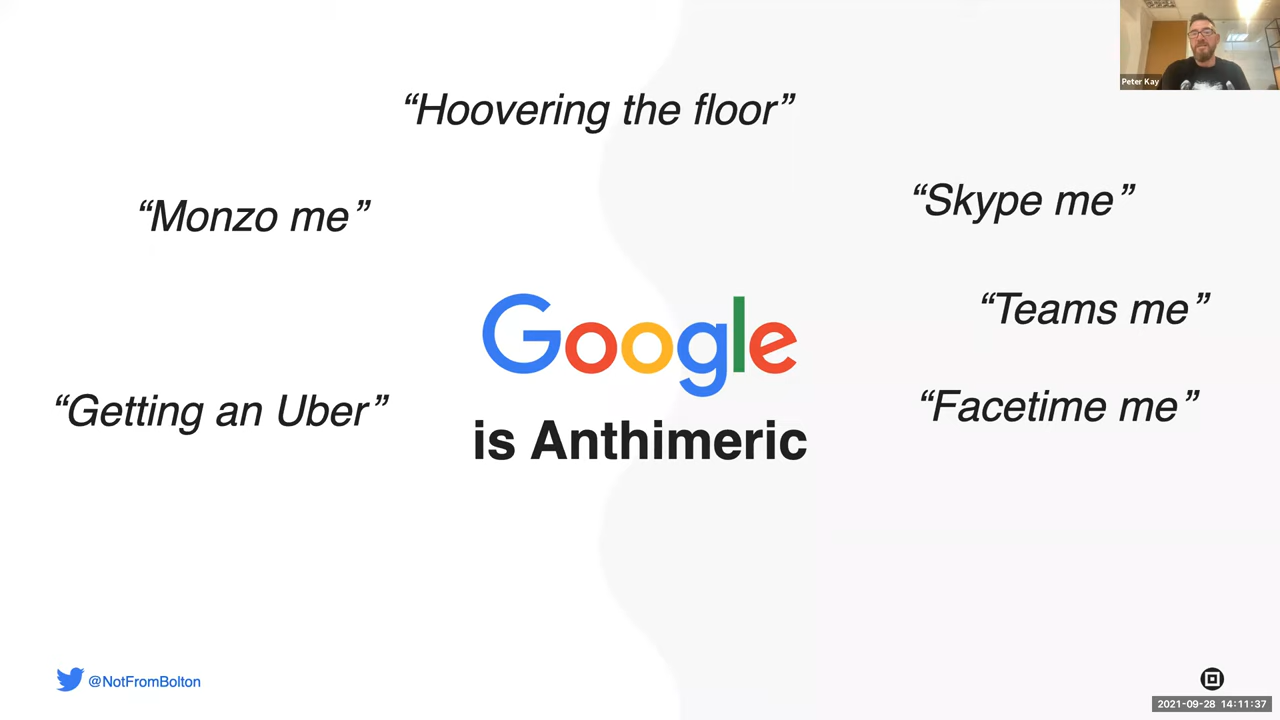 Peter Kay
“Hoovering the floor”
“Monzo me”
“Skype me”
“Teams me”
Google
“Getting an Uber”
“Facetime me”
is Anthimeric
@NotFromBolton
2021-09-28 14:11:37